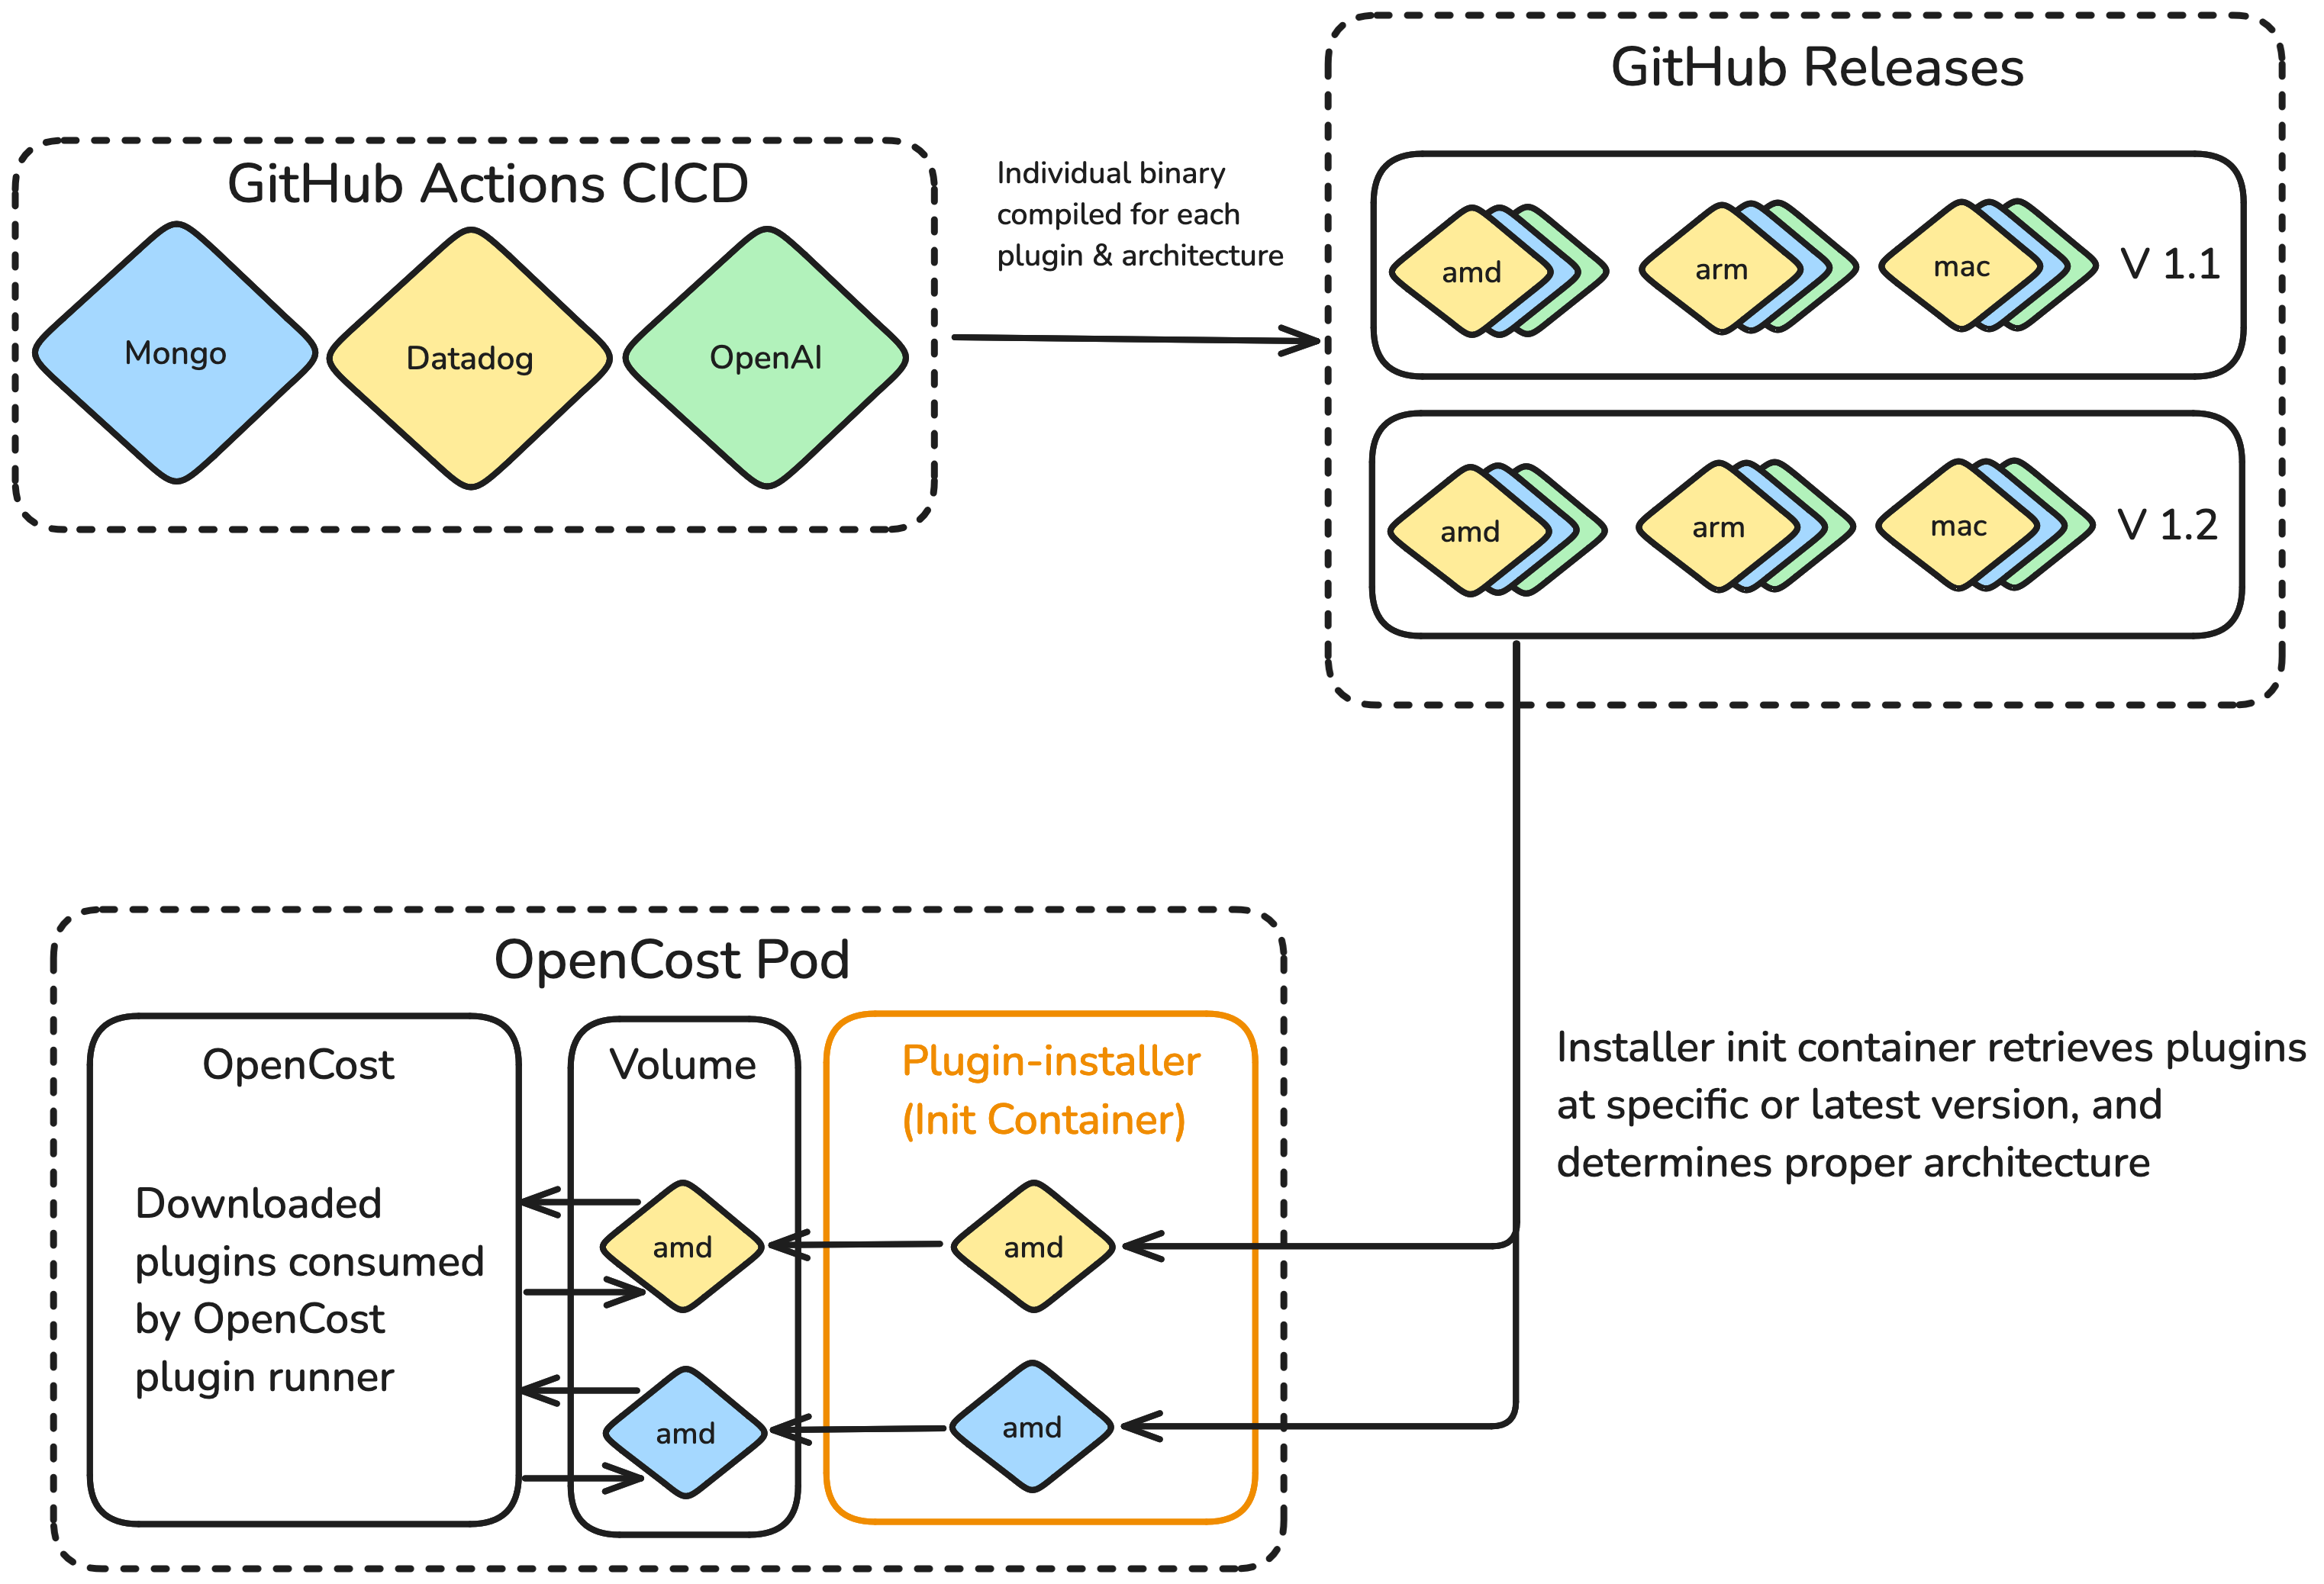 GitHub Actions CICD
Mongo
Datadog
OpenAI
Individual binary
compiled for each
plugin & architecture
GitHub Releases
amd
arm
mac
V 1.1
amd
arm
mac
V 1.2
Installer init container retrieves plugins
at specific or latest version, and
determines proper architecture
OpenCost Pod
OpenCost
Downloaded
plugins consumed
by OpenCost
plugin runner
Volume
amd
amd
Plugin-installer
(Init Container)
amd
amd